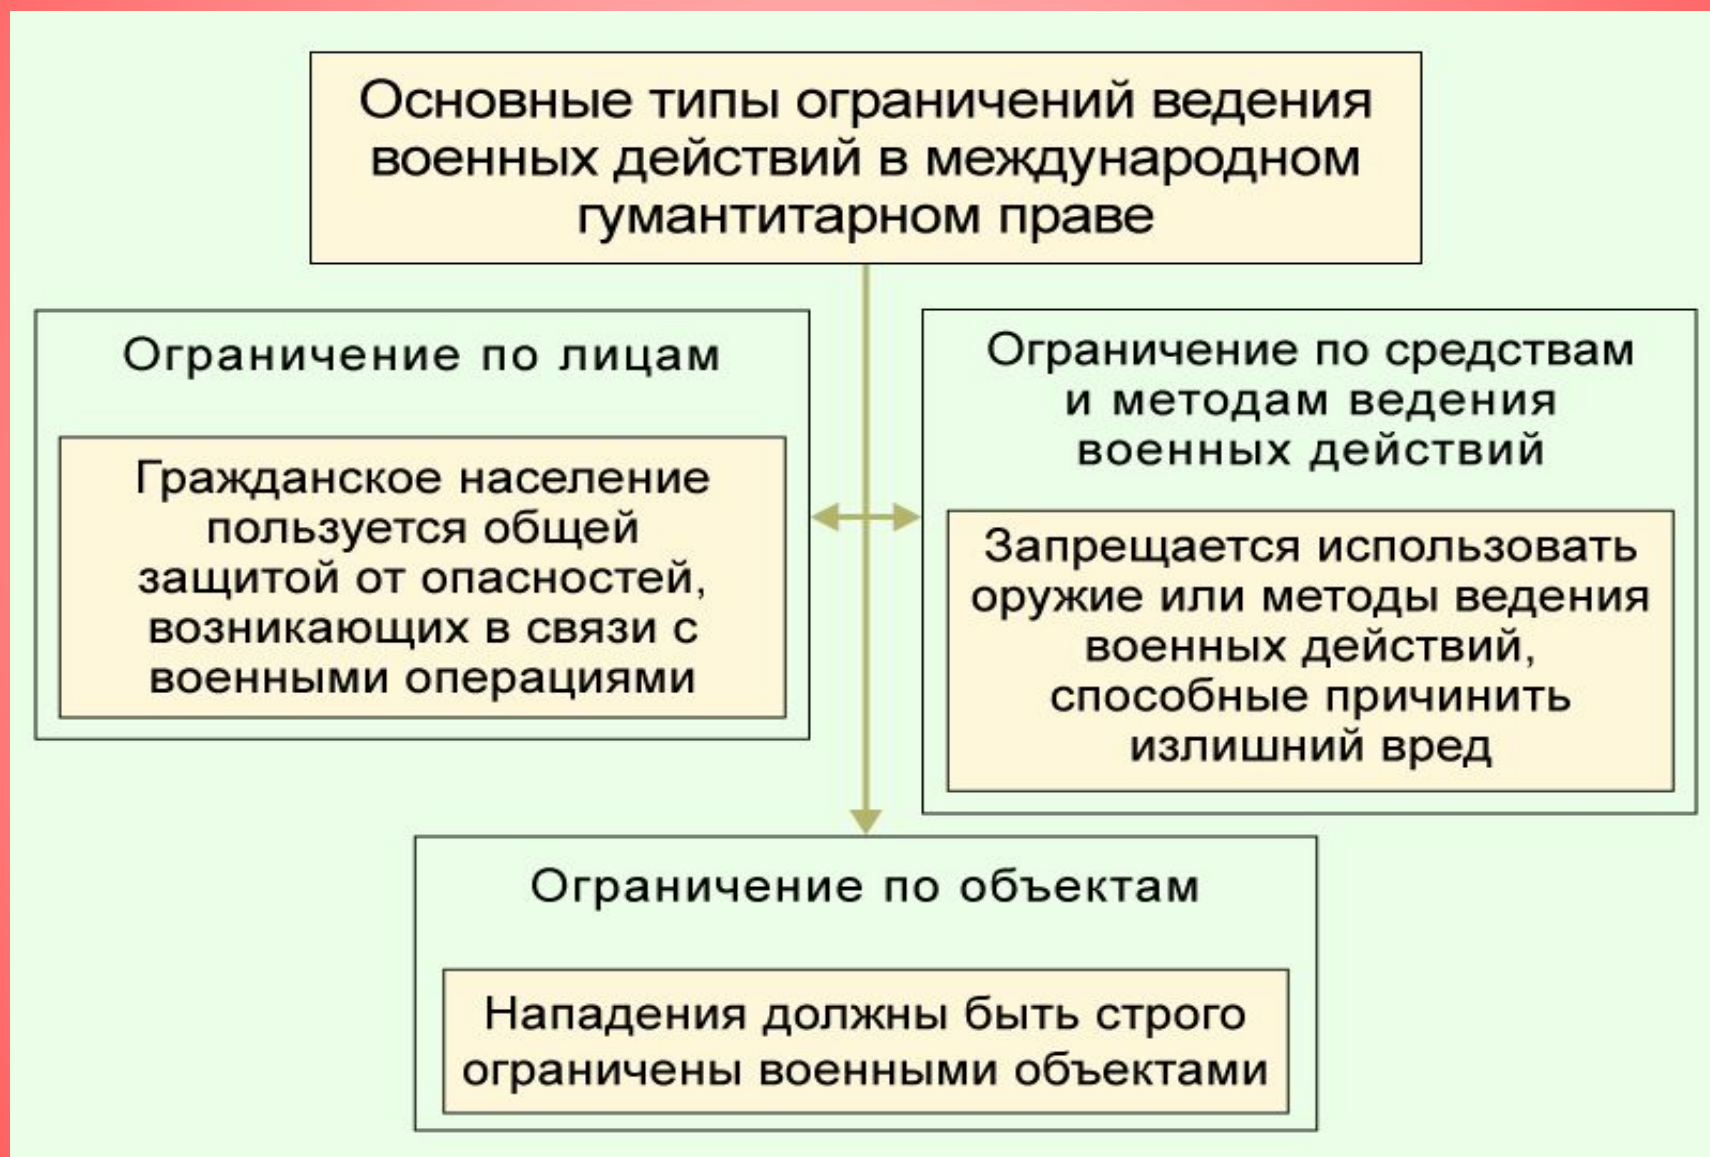 Основные типы ограничений ведения
военных действий в международном
гумантитарном праве
Ограничение по лицам
Гражданское население
пользуется общей
защитой от опасностей,
возникающих в связи с
военными операциями
Ограничение по средствам
и методам ведения
военных действий
Запрещается использовать
оружие или методы ведения
военных действий,
способные причинить
излишний вред
Ограничение по объектам
Нападения должны быть строго
ограничены военными объектами